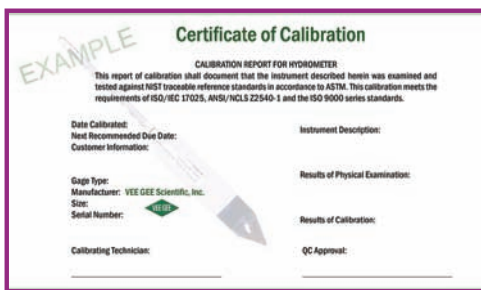 EXAMPLE
Certificate of Calibration
CALIBRATION REPORT FOR HYDROMETER
This report of calibration shall document that the instrument described herein was examined and
tested against NIST traceable reference standards in accordance to ASTM. This calibration meets the
requirements of ISO/IEC 17025, ANSI/NCLS Z2540-1 and the ISO 9000 series standards.
Date Calibrated:
Next Recommended Due Date:
Customer Information:
Instrument Description:
Gage Type:
Manufacturer: VEE GEE Scientific, Inc.
Size:
Serial Number:
VEE GEE
Results of Physical Examination:
Results of Calibration:
Calibrating Technician:
QC Approval: